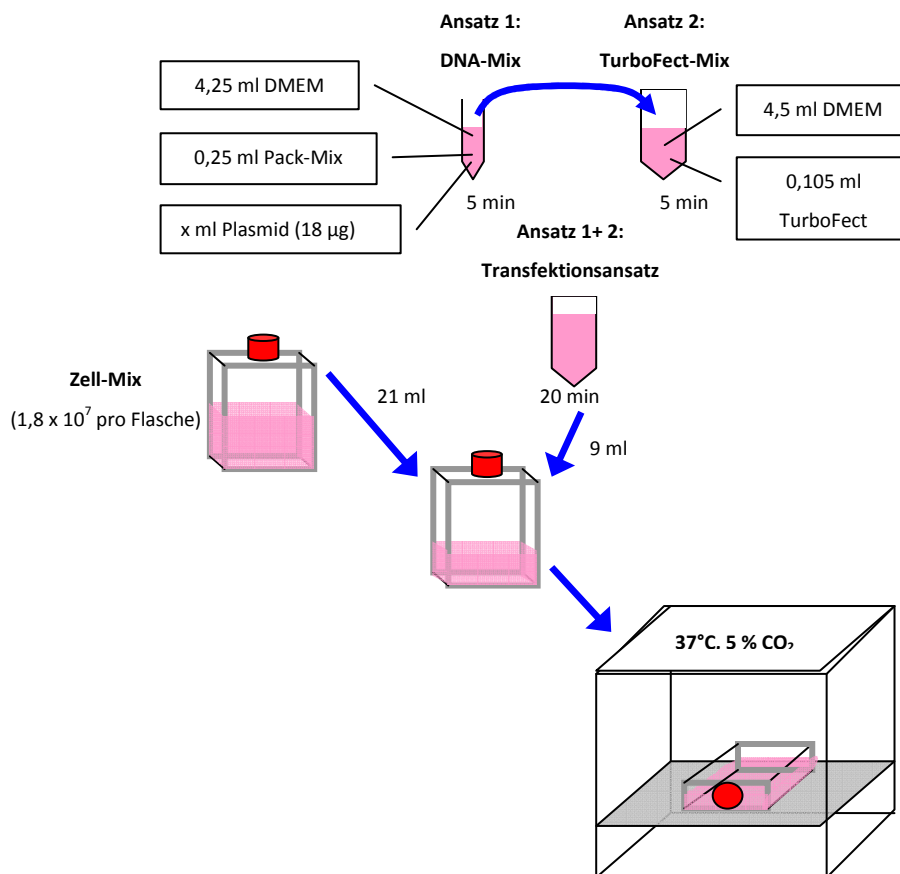 Ansatz 1:
DNA-Mix
Ansatz 2:
TurboFect-Mix
4,25 ml DMEM
0,25 ml Pack-Mix
x ml Plasmid (18 µg)
4,5 ml DMEM
0,105 ml
TurboFect
5 min
5 min
Ansatz 1+ 2:
Transfektionsansatz
Zell-Mix
(1,8 x 10⁷ pro Flasche)
21 ml
20 min
9 ml
37°C. 5 % CO₂